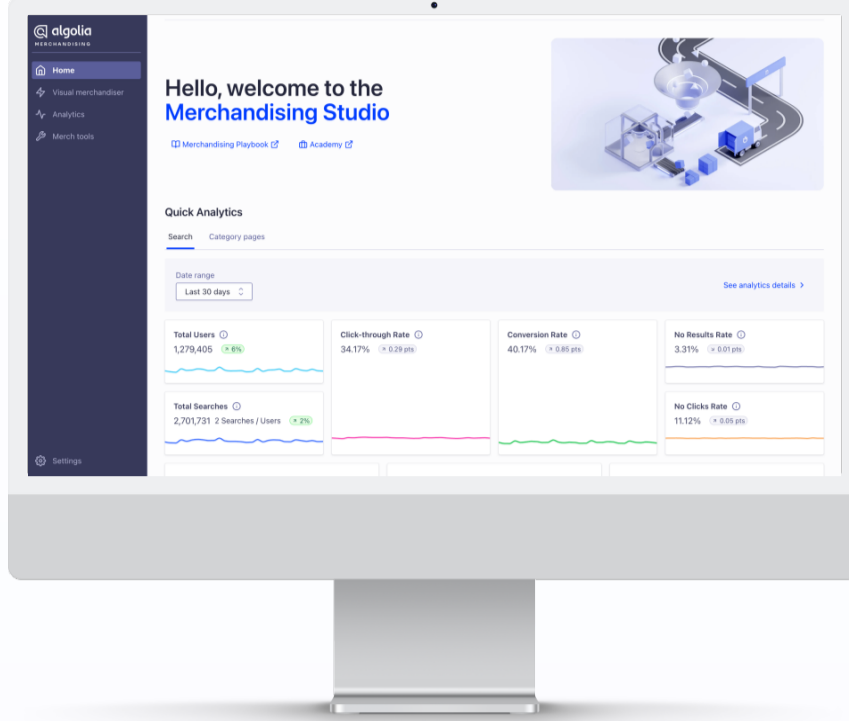 algolia
MERCHANDISING
Home
Visual merchandiser
Analytics
Merch tools
Settings
Hello, welcome to the
Merchandising Studio
Merchandising Playbook
Academy
Quick Analytics
Search
Category pages
Date range
Last 30 days
See analytics details
Total Users
1,279,405
6%
Click-through Rate
34.17%
0.29 pts
Conversion Rate
40.17%
0.85 pts
No Results Rate
3.31%
0.01 pts
Total Searches
2,701,731 2 Searches / Users
2%
No Clicks Rate
11.12%
0.05 pts